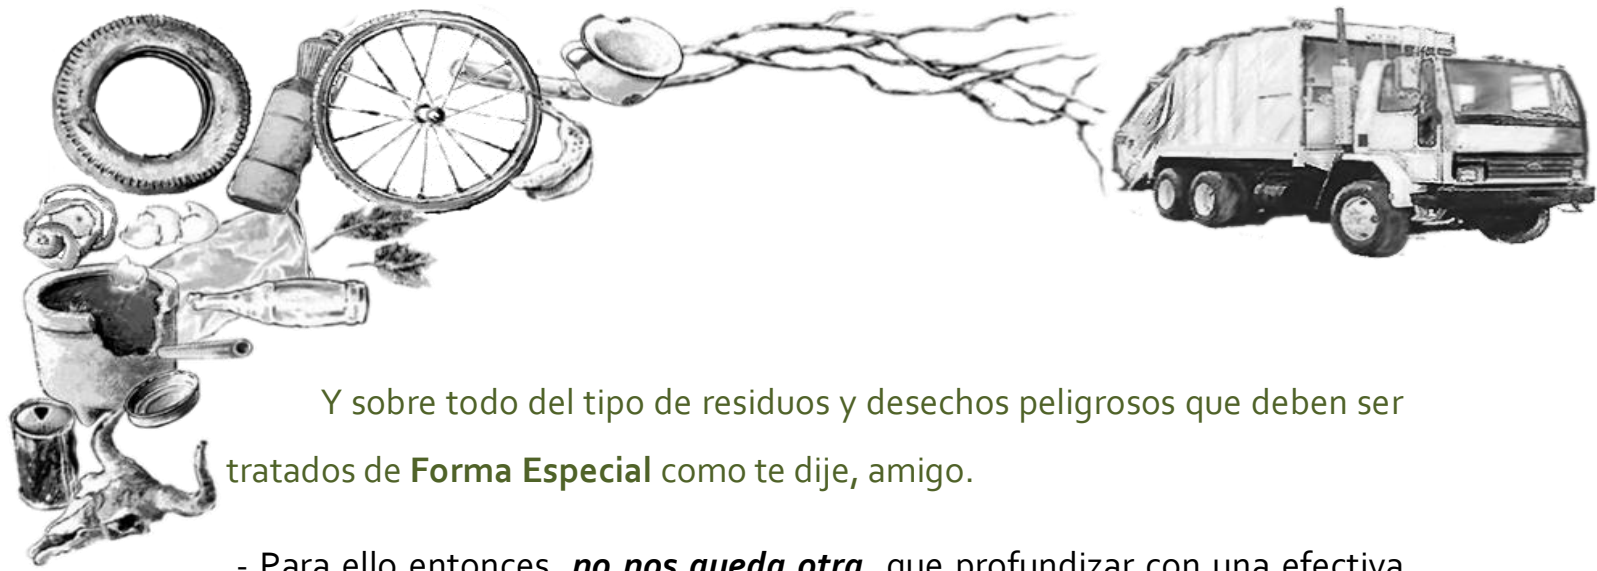 Y sobre todo del tipo de residuos y desechos peligrosos que deben ser
tratados de Forma Especial como te dije, amigo.
- Para ello entonces no nos queda otra que profundizar con una efectiva